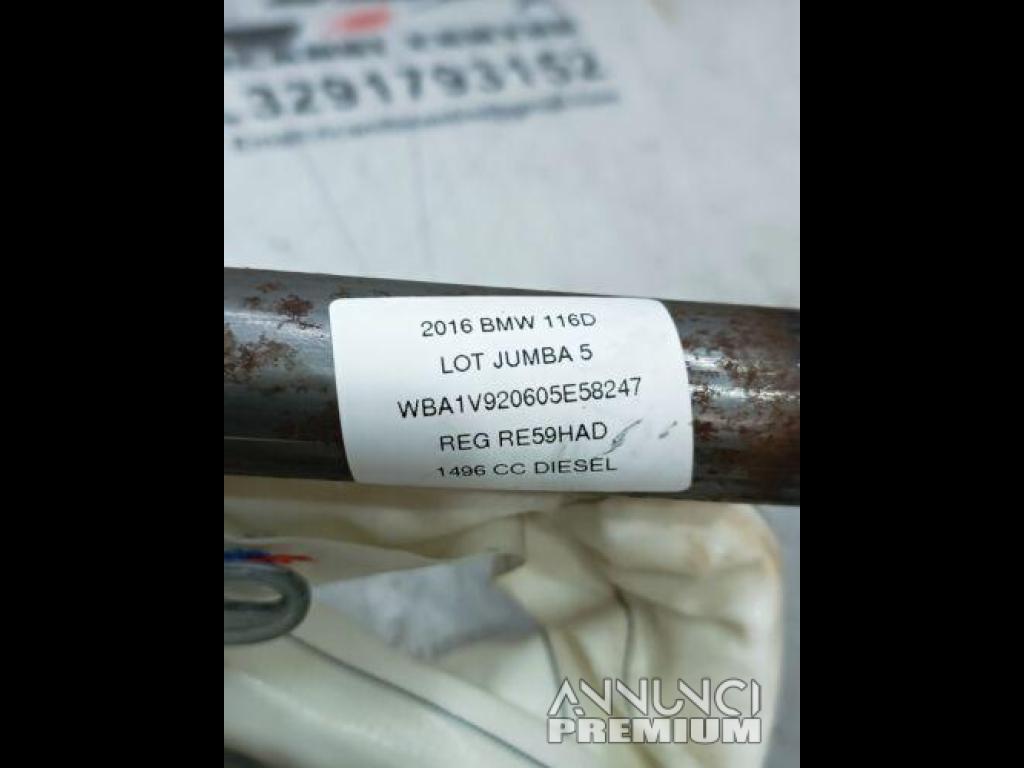 3291793152
2016 BMW 116D
LOT JUMBA 5
WBA1V920605E58247
REG RE59HAD
1496 CC DIESEL
ANNUNCI
PREMIUM